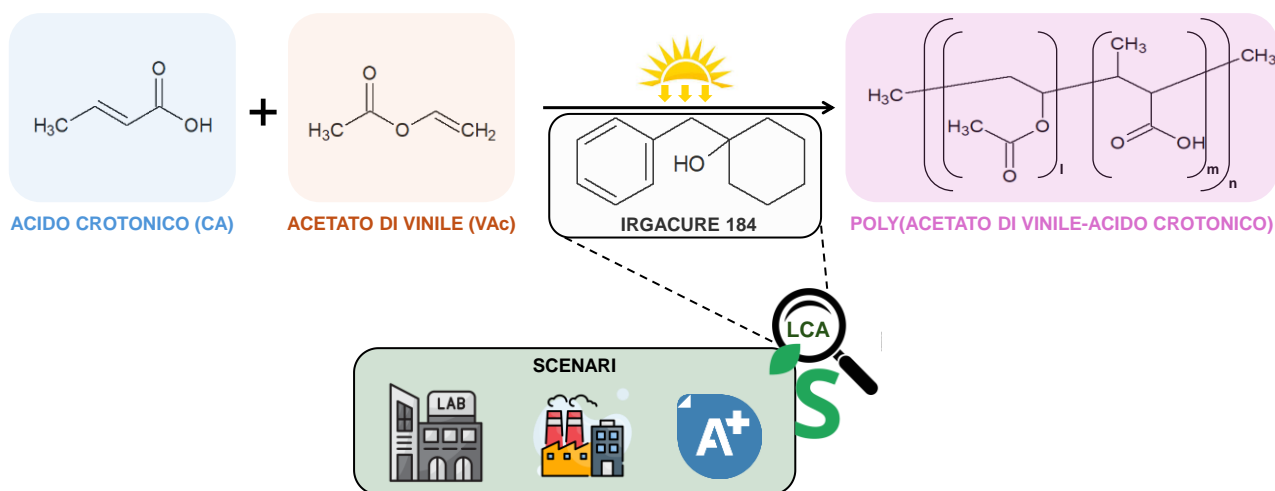 H₃C
O
OH
+
H₃C
O
O
CH₂
HO
H₃C
CH₃
CH₃
H₃C
O
O
O
OH
l
m
n
ACIDO CROTONICO (CA)
ACETATO DI VINILE (VAc)
IRGACURE 184
POLY(ACETATO DI VINILE-ACIDO CROTONICO)
LCA
SCENARI
LAB
A+
S